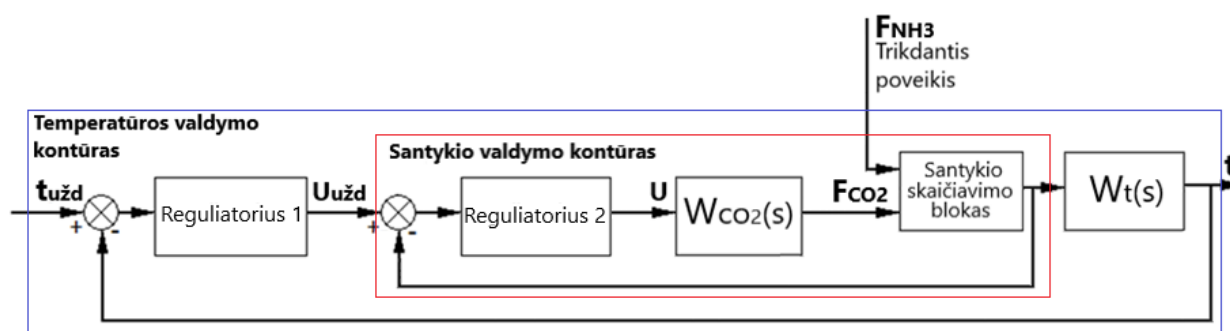 FNH3
Trikdantis
poveikis
Temperatūros valdymo
kontūras
Santykio valdymo kontūras
tužd
+
-
Reguliatorius 1
Uužd
+
-
Reguliatorius 2
U
WCO2(s)
FCO2
Santykio
skaičiavimo
blokas
Wt(s)
t